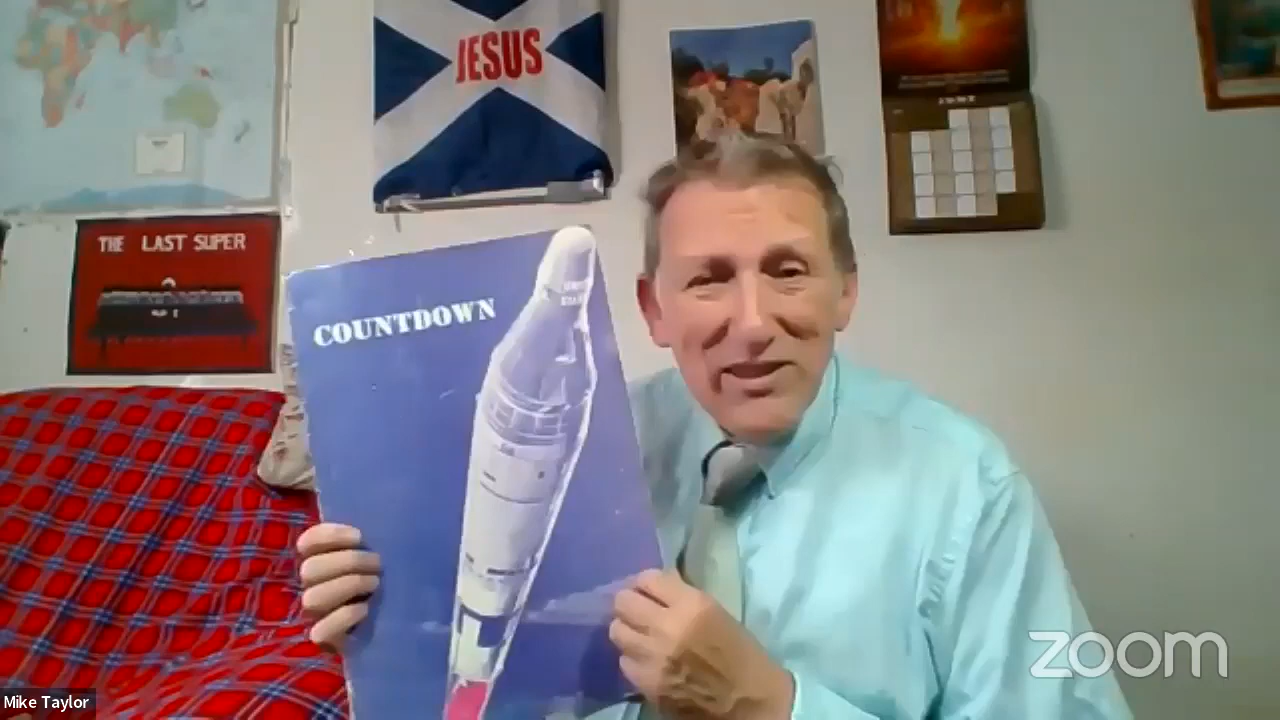 JESUS
THE LAST SUPER
COUNTDOWN
Mike Taylor
zoom